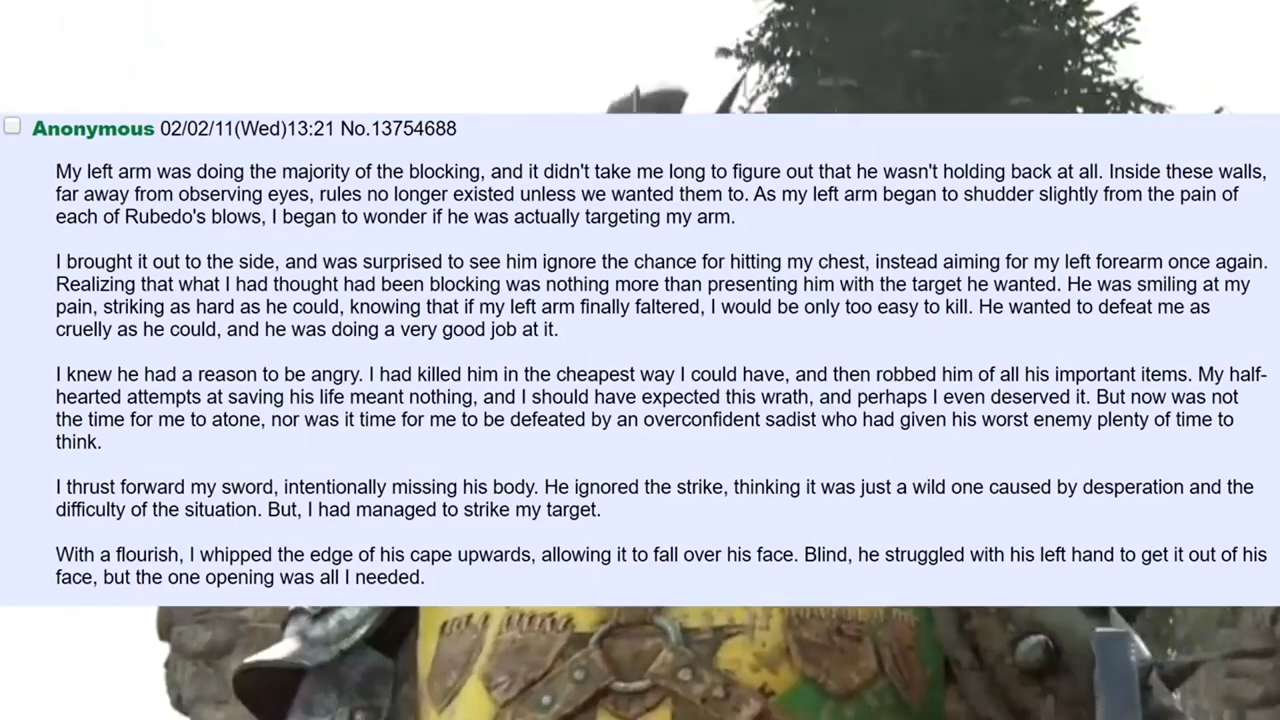 Anonymous 02/02/11(Wed)13:21 No.13754688
My left arm was doing the majority of the blocking, and it didn't take me long to figure out that he wasn't holding back at all. Inside these walls,
far away from observing eyes, rules no longer existed unless we wanted them to. As my left arm began to shudder slightly from the pain of
each of Rubedo's blows, I began to wonder if he was actually targeting my arm.
I brought it out to the side, and was surprised to see him ignore the chance for hitting my chest, instead aiming for my left forearm once again.
Realizing that what I had thought had been blocking was nothing more than presenting him with the target he wanted. He was smiling at my
pain, striking as hard as he could, knowing that if my left arm finally faltered, I would be only too easy to kill. He wanted to defeat me as
cruelly as he could, and he was doing a very good job at it.
I knew he had a reason to be angry. I had killed him in the cheapest way I could have, and then robbed him of all his important items. My half-
hearted attempts at saving his life meant nothing, and I should have expected this wrath, and perhaps I even deserved it. But now was not
the time for me to atone, nor was it time for me to be defeated by an overconfident sadist who had given his worst enemy plenty of time to
think.
I thrust forward my sword, intentionally missing his body. He ignored the strike, thinking it was just a wild one caused by desperation and the
difficulty of the situation. But, I had managed to strike my target.
With a flourish, I whipped the edge of his cape upwards, allowing it to fall over his face. Blind, he struggled with his left hand to get it out of his
face, but the one opening was all I needed.